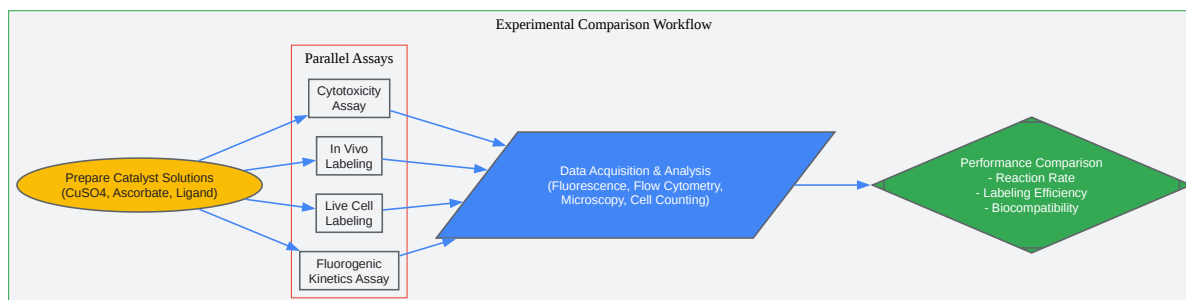 Experimental Comparison Workflow
Parallel Assays
Cytotoxicity
Assay
In Vivo
Labeling
Prepare Catalyst Solutions
(CuSO4, Ascorbate, Ligand)
Live Cell
Labeling
Fluorogenic
Kinetics Assay
Data Acquisition & Analysis
(Fluorescence, Flow Cytometry,
Microscopy, Cell Counting)
Performance Comparison
- Reaction Rate
- Labeling Efficiency
- Biocompatibility